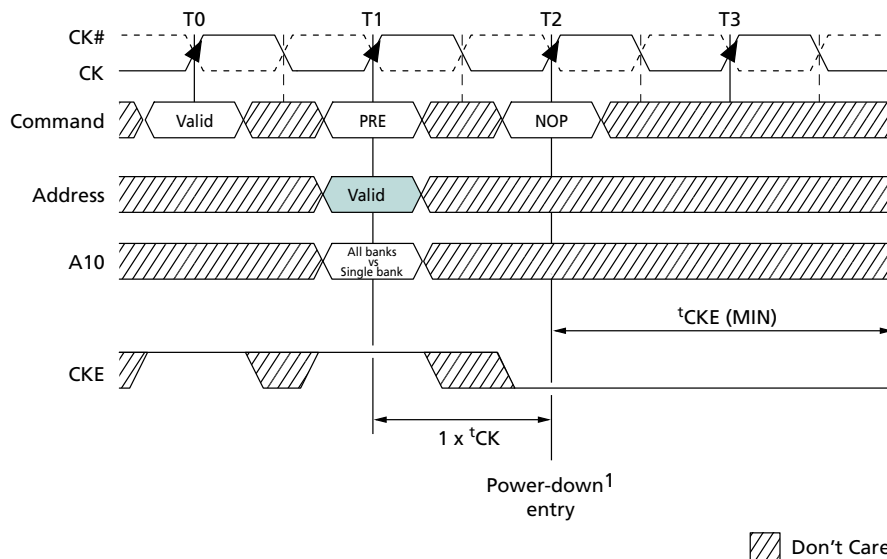 T0 T1 T2 T3
CK#
CK
Command Valid PRE NOP
Address Valid
A10 All banks
vs
Single bank
tCKE (MIN)
CKE
1 x tCK
Power-down1
entry
Don't Care